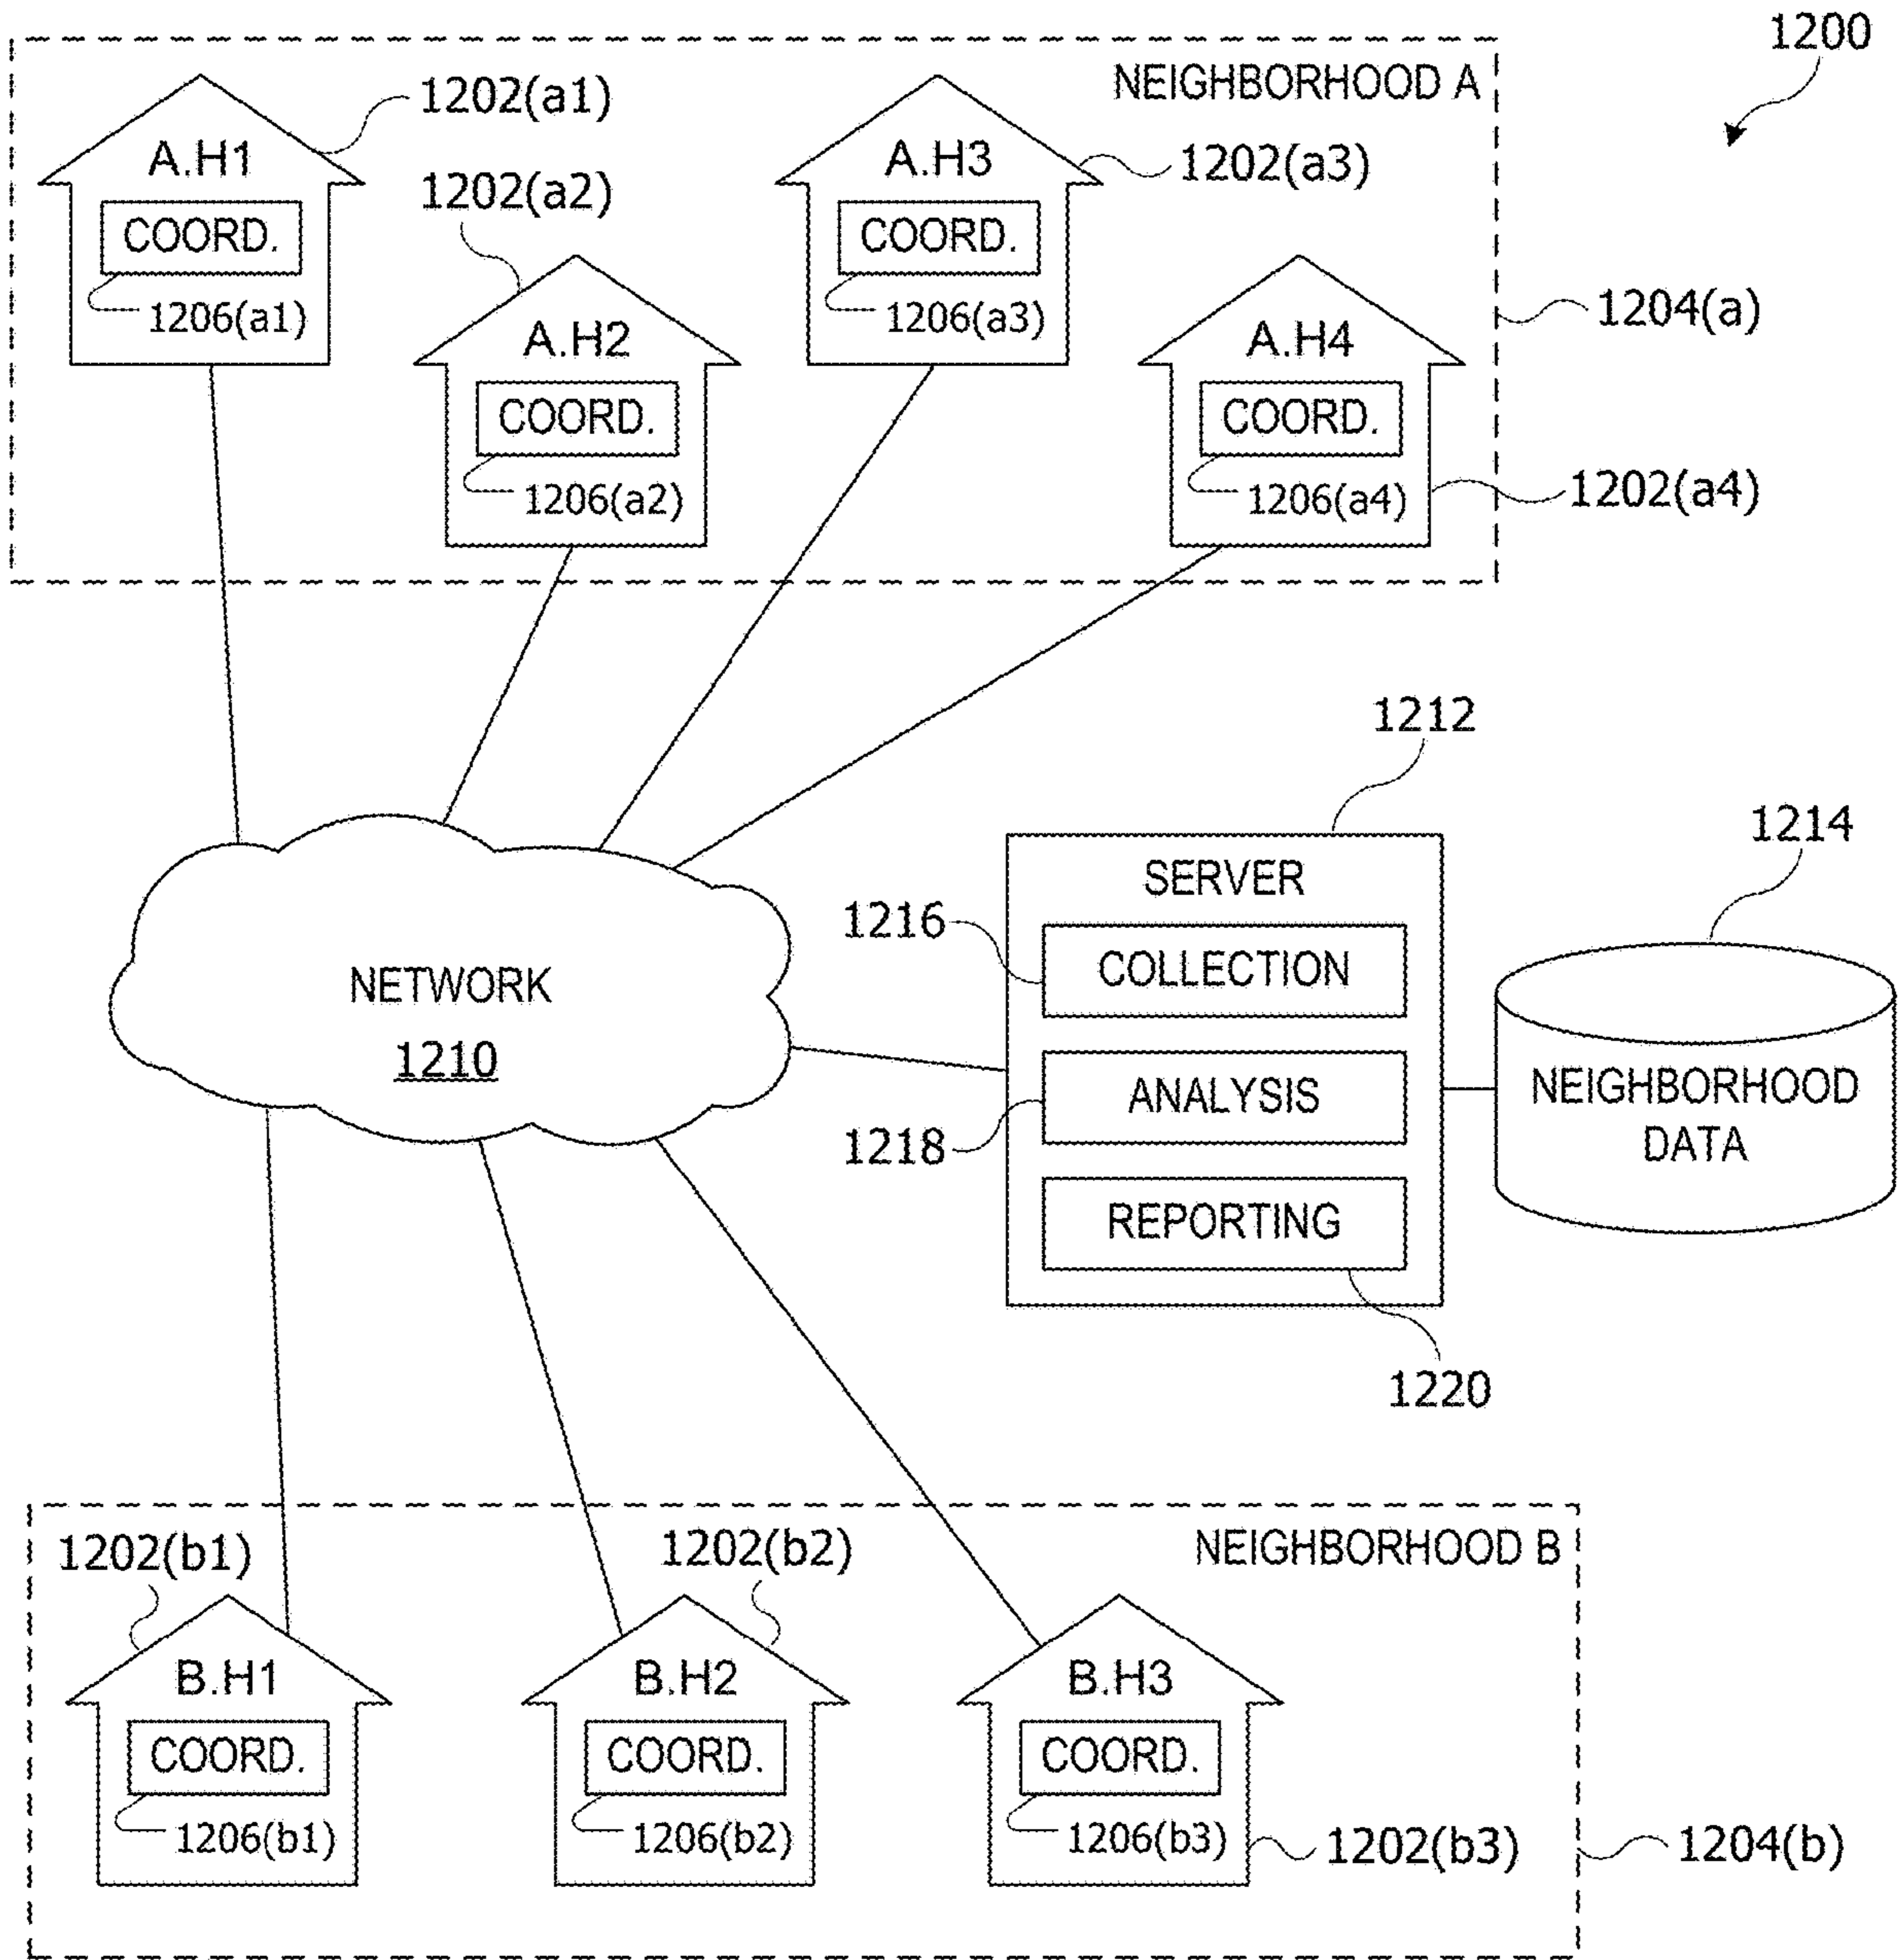 1200
NEIGHBORHOOD A
1202(a1)
A.H1
COORD.
1206(a1)
1202(a2)
A.H2
COORD.
1206(a2)
1202(a3)
A.H3
COORD.
1206(a3)
A.H4
COORD.
1206(a4)
1202(a4)
1204(a)
NETWORK
1210
1212
SERVER
1216
COLLECTION
1218
ANALYSIS
REPORTING
1220
1214
NEIGHBORHOOD
DATA
NEIGHBORHOOD B
1202(b1)
B.H1
COORD.
1206(b1)
1202(b2)
B.H2
COORD.
1206(b2)
B.H3
COORD.
1206(b3)
1202(b3)
1204(b)